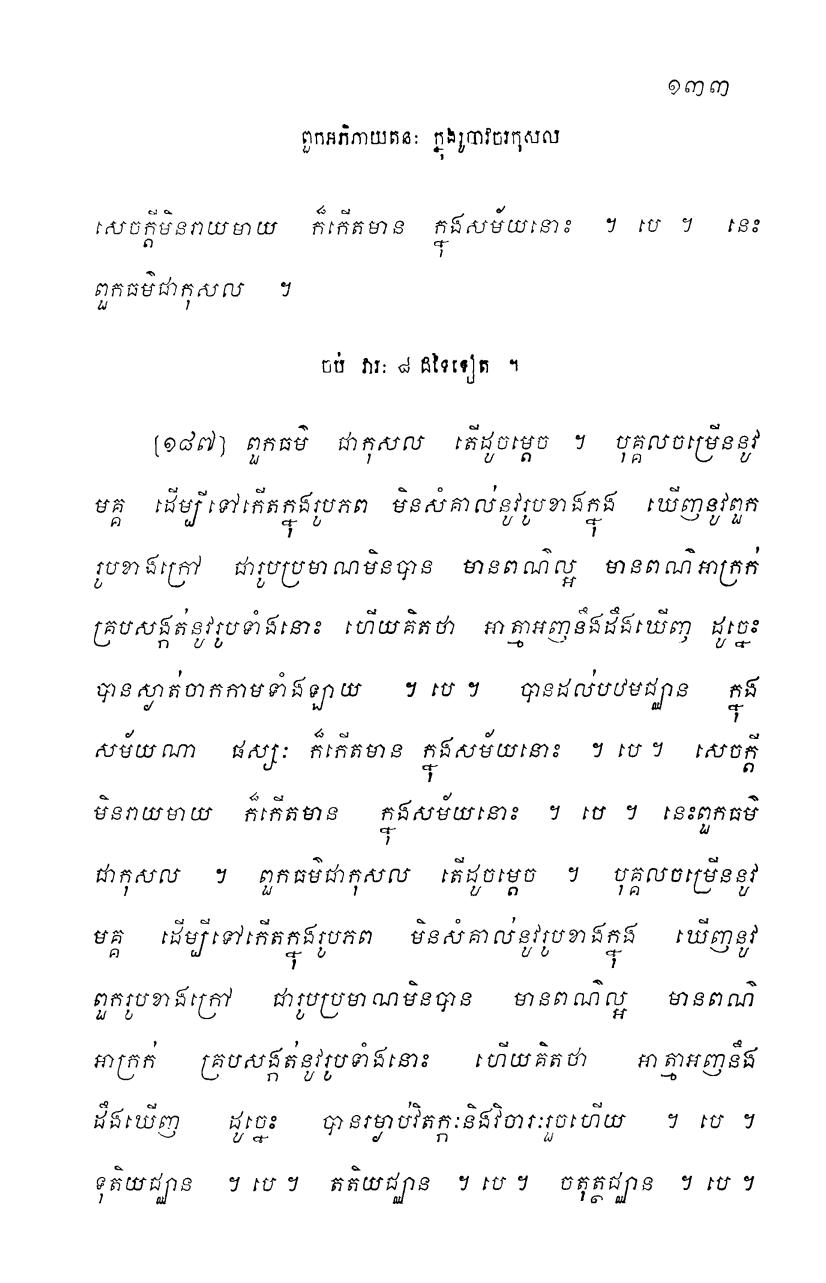 ១៣៣
ពួកអភិភាយតនៈ ក្នុងរូបាវចរកុសល
សេចក្តីមិនរាយមាយ ក៏កើតមាន ក្នុងសម័យនោះ ។ បេ ។ នេះ
ពួកធម៌ជាកុសល ។
ចប់ វារៈ ៨ ដទៃទៀត ។
[១៨៧] ពួកធម៌ ជាកុសល តើដូចម្តេច ។ បុគ្គលចម្រើននូវ
មគ្គ ដើម្បីទៅកើតក្នុងរូបភព មិនសំគាល់នូវរូបខាងក្នុង ឃើញនូវពួក
រូបខាងក្រៅ ជារូបប្រមាណមិនបាន មានពណ៌ល្អ មានពណ៌អាក្រក់
គ្របសង្កត់នូវរូបទាំងនោះ ហើយគិតថា អាត្មាអញនឹងដឹងឃើញ ដូច្នេះ
បានស្ងាត់ចាកកាមទាំងឡាយ ។ បេ ។ បានដល់បឋមជ្ឈាន ក្នុង
សម័យណា ផស្សៈ ក៏កើតមាន ក្នុងសម័យនោះ ។ បេ ។ សេចក្តី
មិនរាយមាយ ក៏កើតមាន ក្នុងសម័យនោះ ។ បេ ។ នេះពួកធម៌
ជាកុសល ។ ពួកធម៌ជាកុសល តើដូចម្តេច ។ បុគ្គលចម្រើននូវ
មគ្គ ដើម្បីទៅកើតក្នុងរូបភព មិនសំគាល់នូវរូបខាងក្នុង ឃើញនូវ
ពួករូបខាងក្រៅ ជារូបប្រមាណមិនបាន មានពណ៌ល្អ មានពណ៌
អាក្រក់ គ្របសង្កត់នូវរូបទាំងនោះ ហើយគិតថា អាត្មាអញនឹង
ដឹងឃើញ ដូច្នេះ បានរម្ងាប់វិតក្កៈនិងវិចារៈរួចហើយ ។ បេ ។
ទុតិយជ្ឈាន ។ បេ ។ តតិយជ្ឈាន ។ បេ ។ ចតុត្ថជ្ឈាន ។ បេ ។